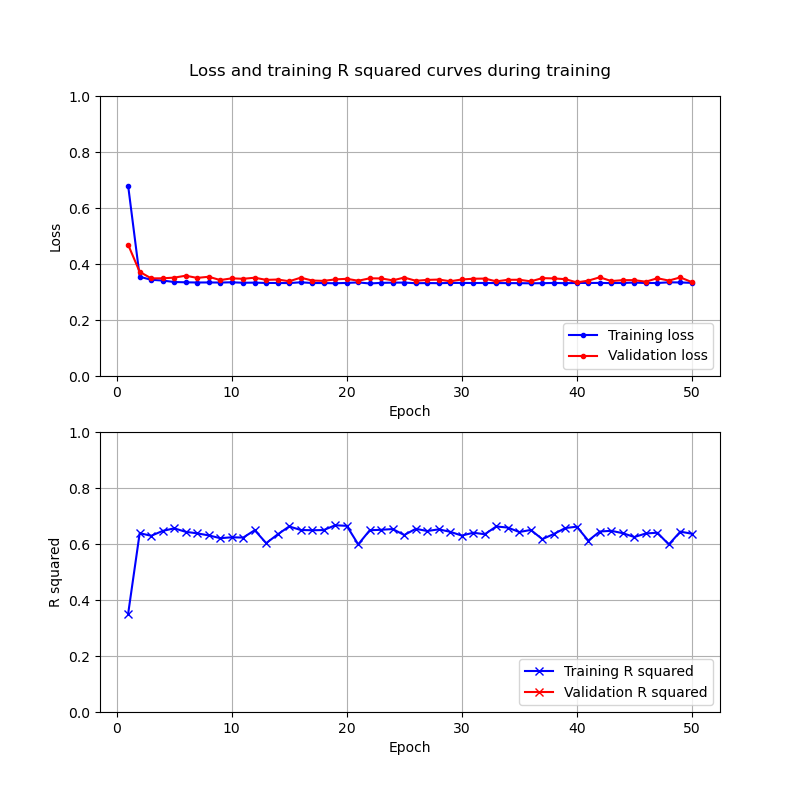 Loss and training R squared curves during training
1.0
0.8
0.6
0.4
0.2
0.0
Loss
0 10 20 30 40 50
Epoch
Training loss
Validation loss
1.0
0.8
0.6
0.4
0.2
0.0
R squared
0 10 20 30 40 50
Epoch
Training R squared
Validation R squared